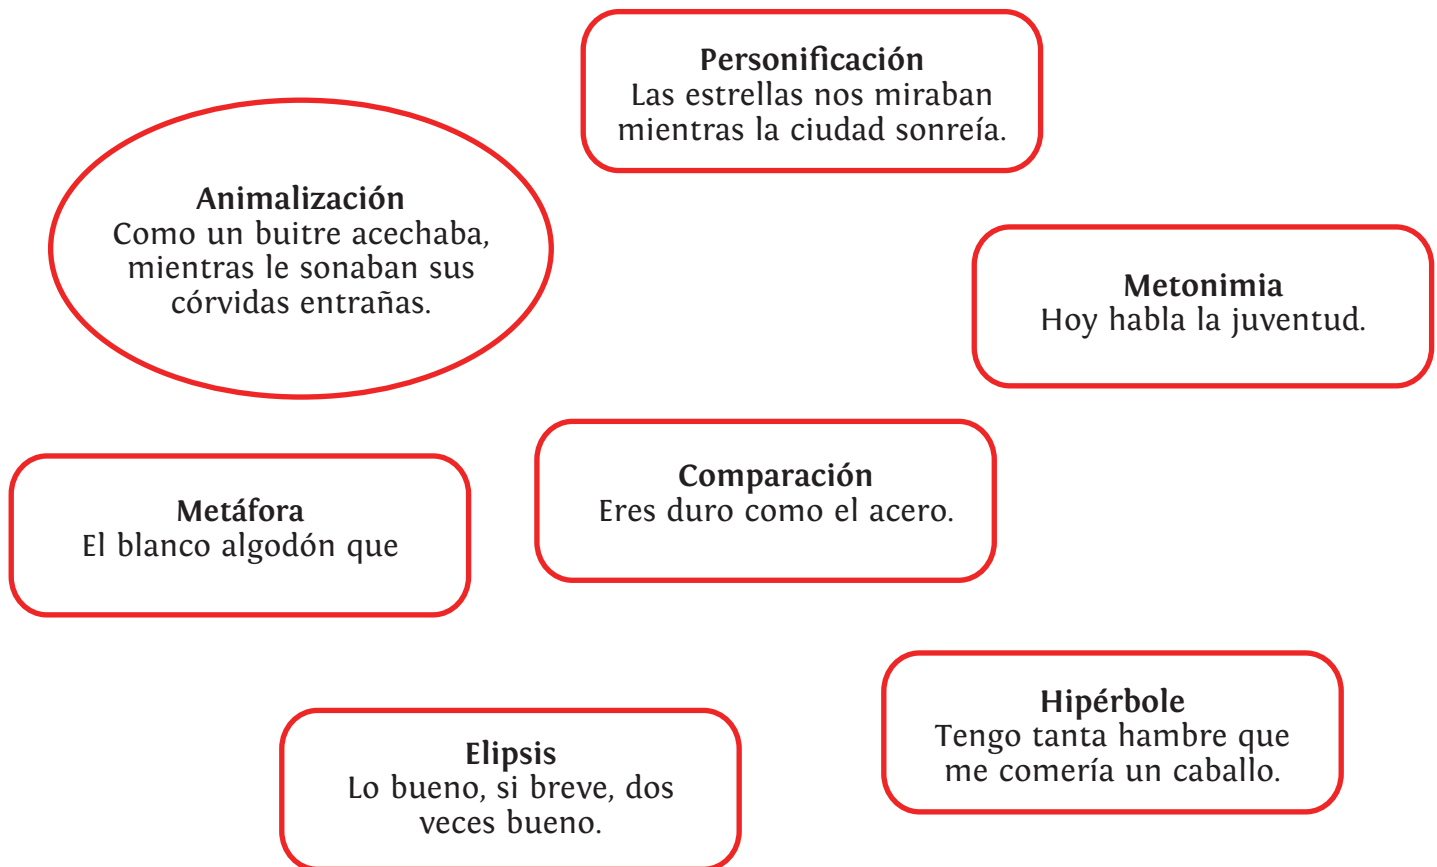 Personificación
Las estrellas nos miraban
mientras la ciudad sonreía.
Animalización
Como un buitre acechaba,
mientras le sonaban sus
córvidas entrañas.
Metonimia
Hoy habla la juventud.
Comparación
Eres duro como el acero.
Metáfora
El blanco algodón que
Hipérbole
Tengo tanta hambre que
me comería un caballo.
Elipsis
Lo bueno, si breve, dos
veces bueno.